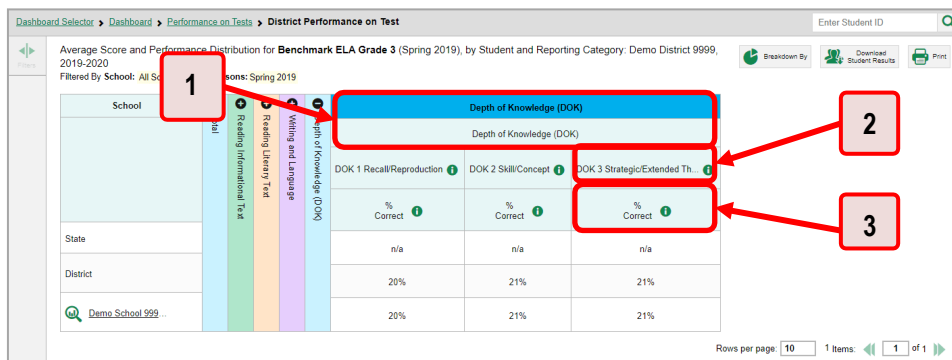 Dashboard Selector > Dashboard > Performance on Tests > District Performance on Test
Enter Student ID
Filters
Average Score and Performance Distribution for Benchmark ELA Grade 3 (Spring 2019), by Student and Reporting Category: Demo District 9999,
2019-2020
Filtered By School: All sons: Spring 2019
Breakdown By
Download
Student Results
Print
1
2
3
School
Reading Informational Text
Reading Literary Text
Writing and Language
Depth of Knowledge (DOK)
Depth of Knowledge (DOK)
Depth of Knowledge (DOK)
DOK 1 Recall/Reproduction
DOK 2 Skill/Concept
DOK 3 Strategic/Extended Th...
%
Correct
%
Correct
%
Correct
State
n/a
n/a
n/a
District
20%
21%
21%
Demo School 999...
20%
21%
21%
Rows per page: 10 1 Items: 1 of 1